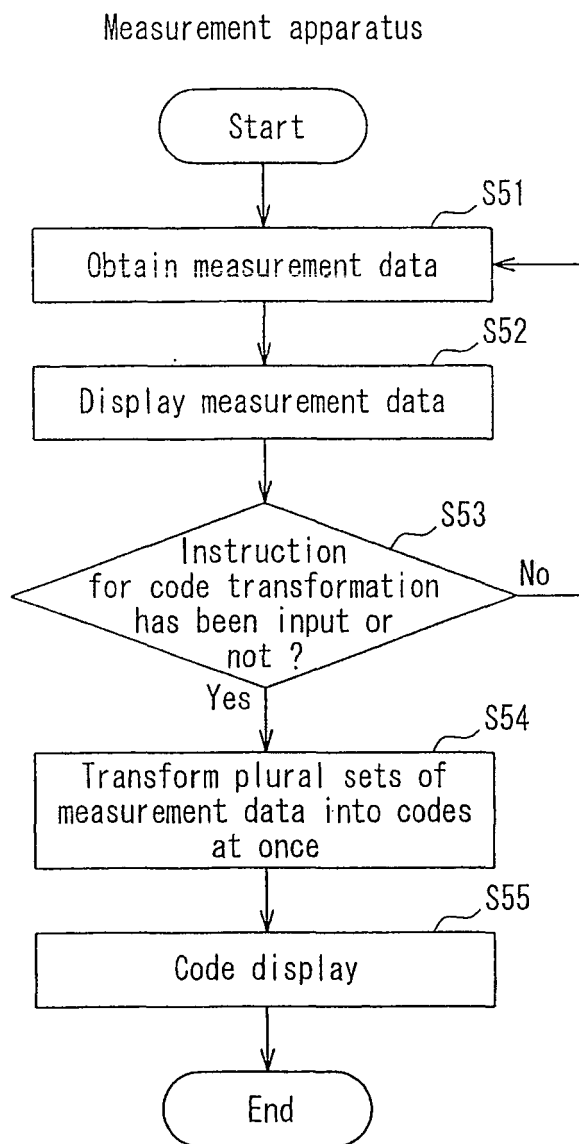 Measurement apparatus
Start
S51
Obtain measurement data
S52
Display measurement data
S53
Instruction
for code transformation
has been input or
not ?
No
Yes
S54
Transform plural sets of
measurement data into codes
at once
S55
Code display
End